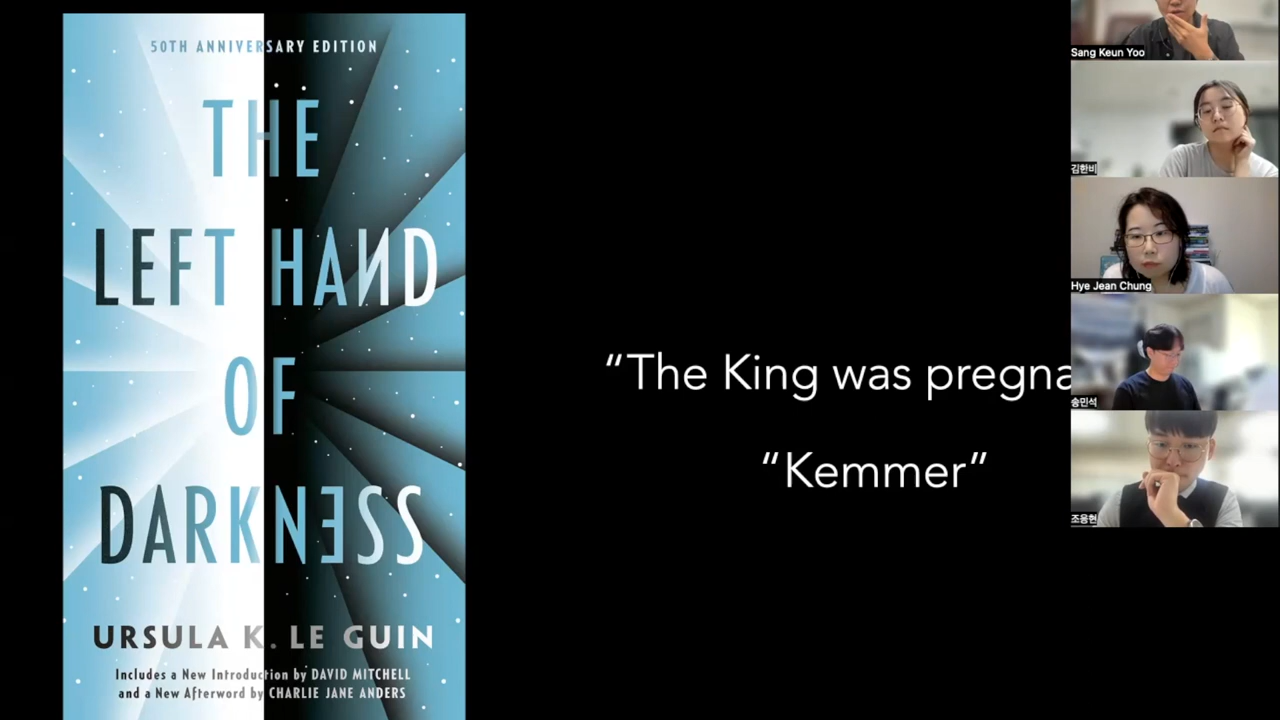 50TH ANNIVERSARY EDITION
THE
LEFT HAND
OF
DARKNESS
URSULA K. LE GUIN
Includes a New Introduction by DAVID MITCHELL
and a New Afterword by CHARLIE JANE ANDERS
“The King was pregna
“Kemmer”
Sang Keun Yoo
김한비
Hye Jean Chung
송민석
조응현